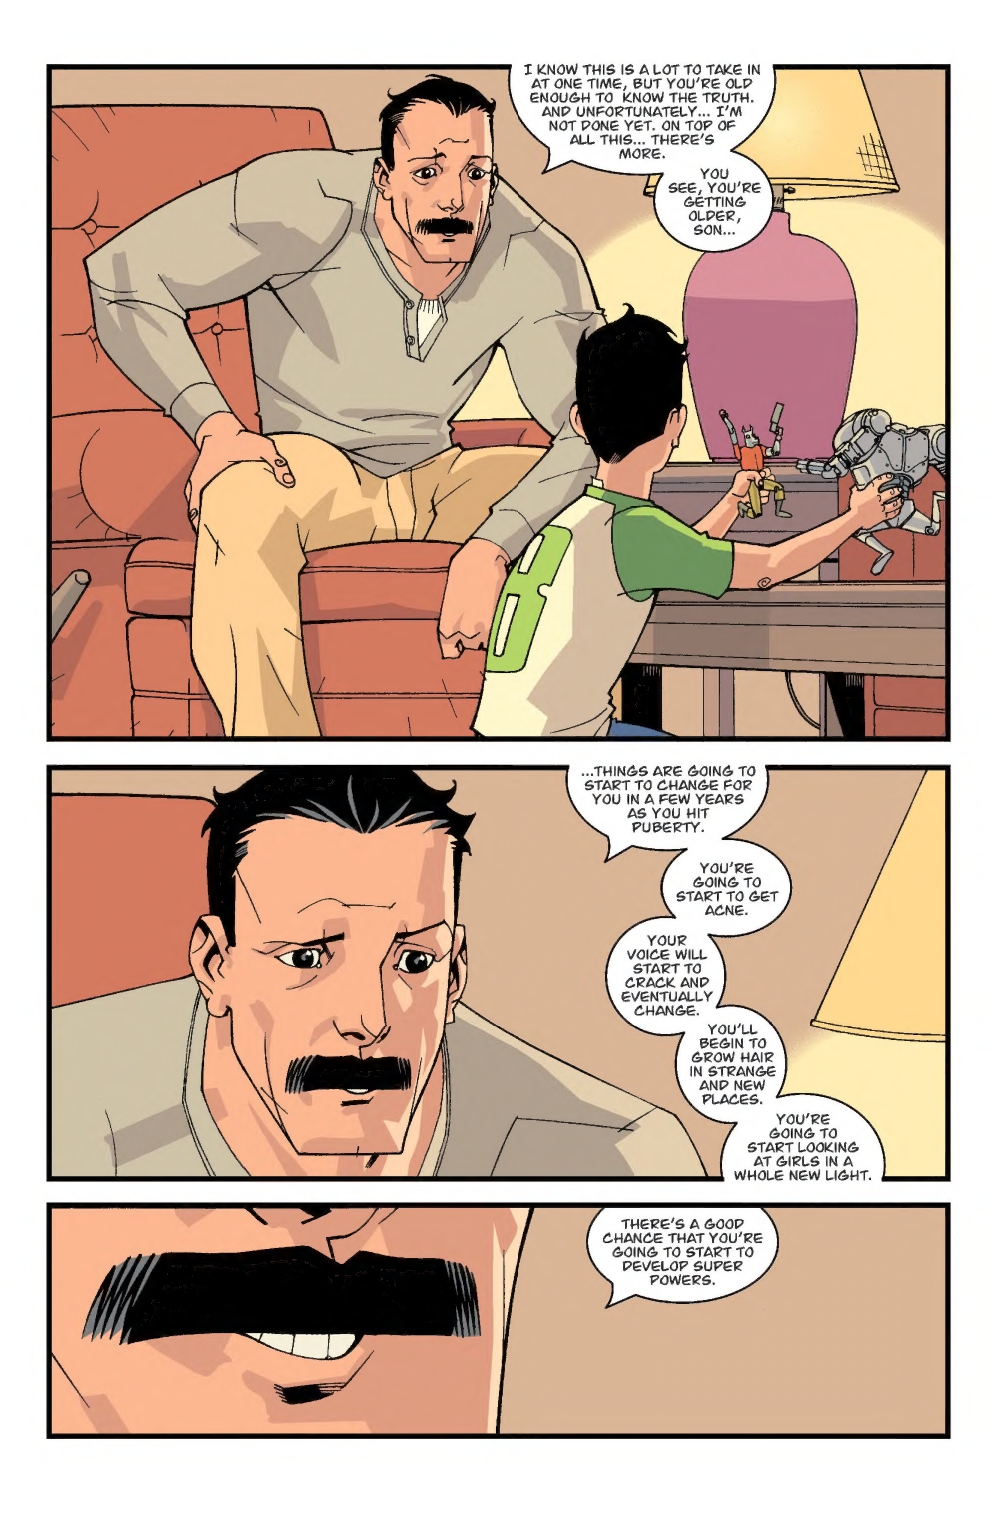 I KNOW THIS IS A LOT TO TAKE IN
AT ONE TIME, BUT YOU'RE OLD
ENOUGH TO KNOW THE TRUTH.
AND UNFORTUNATELY... I'M
NOT DONE YET. ON TOP OF
ALL THIS... THERE'S
MORE.
YOU
SEE, YOU'RE
GETTING
OLDER,
SON...
...THINGS ARE GOING TO
START TO CHANGE FOR
YOU IN A FEW YEARS
AS YOU HIT
PUBERTY.
YOU'RE
GOING TO
START TO GET
ACNE.
YOUR
VOICE WILL
START TO
CRACK AND
EVENTUALLY
CHANGE.
YOU'LL
BEGIN TO
GROW HAIR
IN STRANGE
AND NEW
PLACES.
YOU'RE
GOING TO
START LOOKING
AT GIRLS IN A
WHOLE NEW LIGHT.
THERE'S A GOOD
CHANCE THAT YOU'RE
GOING TO START TO
DEVELOP SUPER
POWERS.